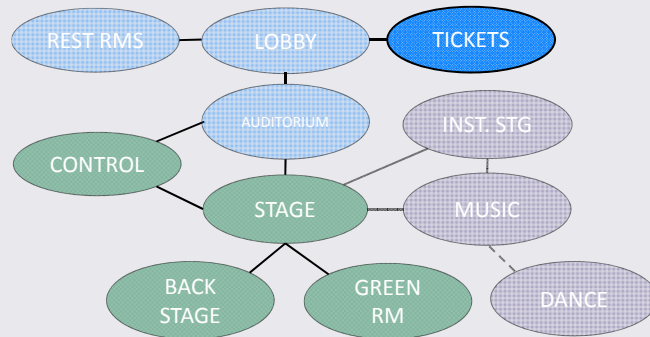 REST RMS
LOBBY
TICKETS
AUDITORIUM
INST. STG
CONTROL
STAGE
MUSIC
BACK
STAGE
GREEN
RM
DANCE